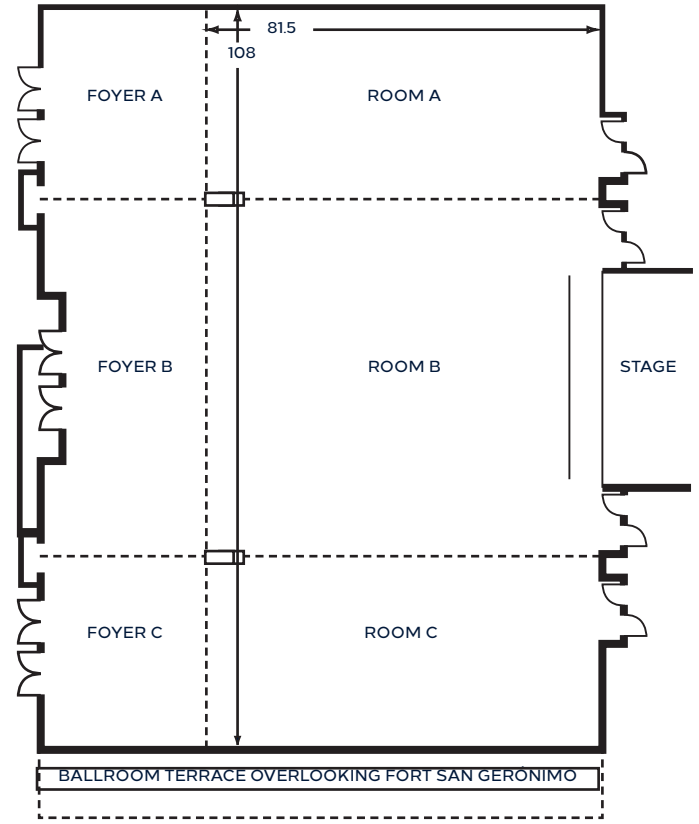 81.5
108
FOYER A
ROOM A
FOYER B
ROOM B
STAGE
FOYER C
ROOM C
BALLROOM TERRACE OVERLOOKING FORT SAN GERÓNIMO